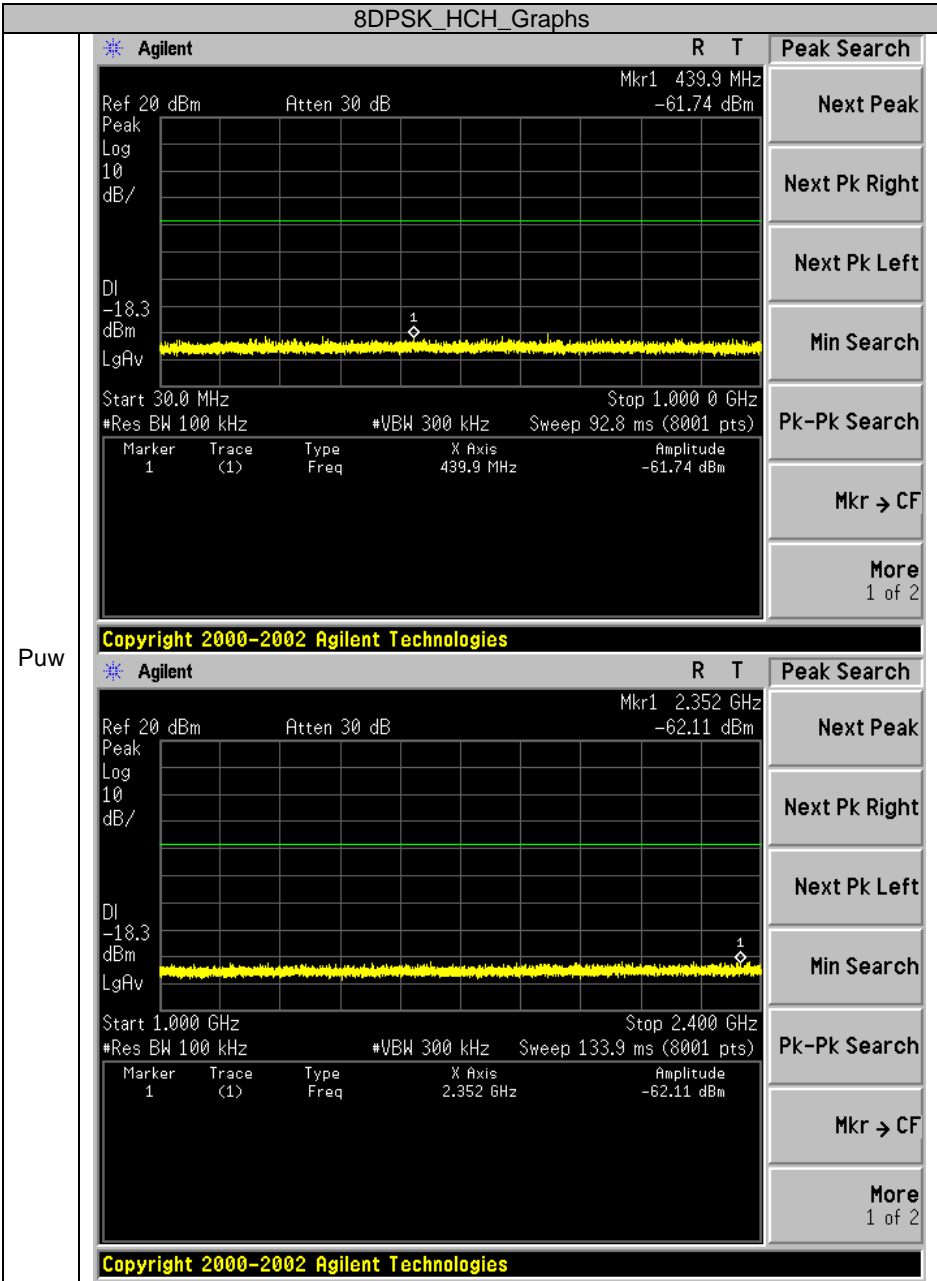 8DPSK_HCH_Graphs
Puw
Agilent R T Peak Search
Mkr1 439.9 MHz
Ref 20 dBm Atten 30 dB -61.74 dBm
Peak
Log
10
dB/
DI
-18.3
dBm
LgAv
1
Start 30.0 MHz Stop 1.000 0 GHz
#Res BW 100 kHz #VBW 300 kHz Sweep 92.8 ms (8001 pts)
Marker Trace Type X Axis Amplitude
1 (1) Freq 439.9 MHz -61.74 dBm
Next Peak
Next Pk Right
Next Pk Left
Min Search
Pk-Pk Search
Mkr → CF
More
1 of 2
Copyright 2000-2002 Agilent Technologies
Agilent R T Peak Search
Mkr1 2.352 GHz
Ref 20 dBm Atten 30 dB -62.11 dBm
Peak
Log
10
dB/
DI
-18.3
dBm
LgAv
1
Start 1.000 GHz Stop 2.400 GHz
#Res BW 100 kHz #VBW 300 kHz Sweep 133.9 ms (8001 pts)
Marker Trace Type X Axis Amplitude
1 (1) Freq 2.352 GHz -62.11 dBm
Next Peak
Next Pk Right
Next Pk Left
Min Search
Pk-Pk Search
Mkr → CF
More
1 of 2
Copyright 2000-2002 Agilent Technologies